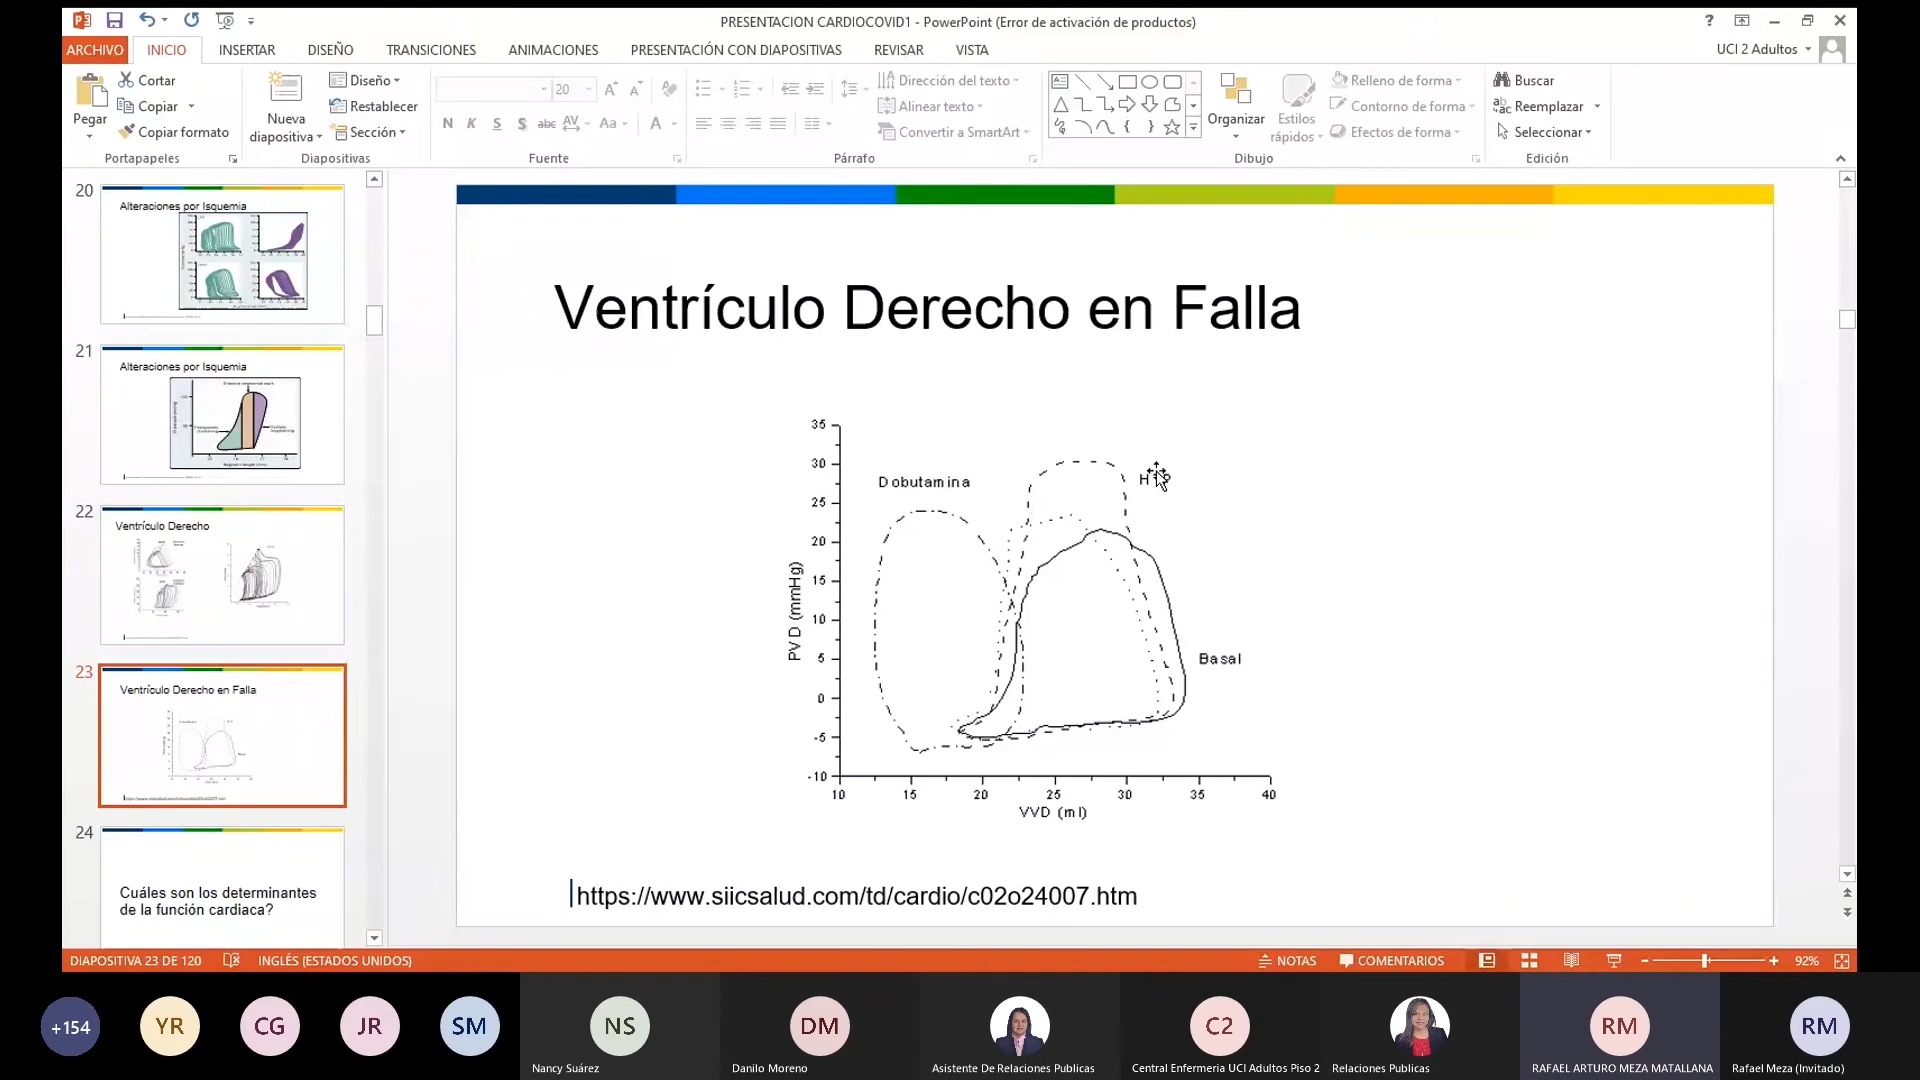 PRESENTACION CARDIOCOVID1 - PowerPoint (Error de activación de productos)
ARCHIVO INICIO INSERTAR DISEÑO TRANSICIONES ANIMACIONES PRESENTACIÓN CON DIAPOSITIVAS REVISAR VISTA UCI 2 Adultos
Pegar
Cortar
Copiar
Copiar formato
Portapapeles
Nueva
diapositiva
Diseño
Restablecer
Sección
Diapositivas
20
N K S S abc AV Aa A
Fuente
Dirección del texto
Alinear texto
Convertir a SmartArt
Párrafo
Organizar
Estilos
rápidos
Relleno de forma
Contorno de forma
Efectos de forma
Dibujo
Buscar
Reemplazar
Seleccionar
Edición
20
Alteraciones por Isquemia
21
Alteraciones por Isquemia
22
Ventrículo Derecho
23
Ventrículo Derecho en Falla
24
Cuáles son los determinantes
de la función cardiaca?
Ventrículo Derecho en Falla
35
30
25
20
15
10
5
0
-5
-10
PVD (mmHg)
Dobutamina
Basal
10 15 20 25 30 35 40
VVD (ml)
https://www.siicsalud.com/td/cardio/c02o24007.htm
DIAPOSITIVA 23 DE 120 INGLÉS (ESTADOS UNIDOS) NOTAS COMENTARIOS 92%
+154 YR CG JR SM NS DM C2 RM RM
Nancy Suárez Danilo Moreno Asistente De Relaciones Publicas Central Enfermeria UCI Adultos Piso 2 Relaciones Publicas RAFAEL ARTURO MEZA MATALLANA Rafael Meza (Invitado)